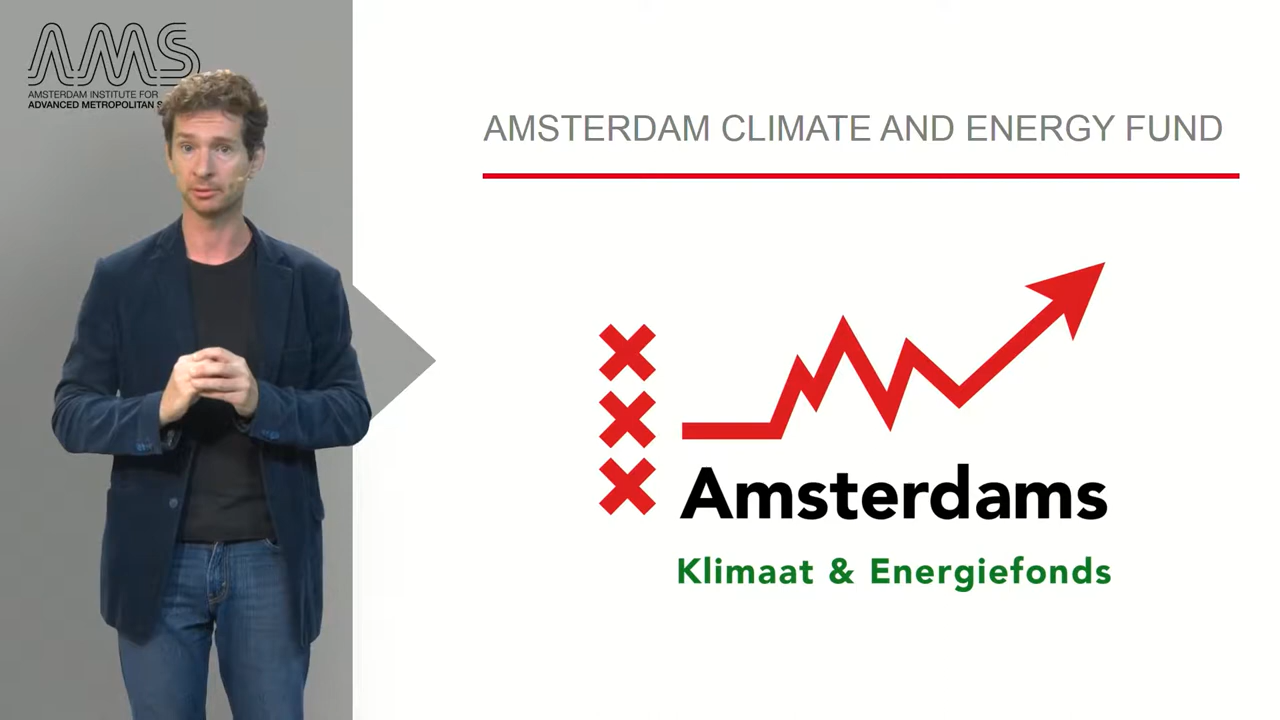 AMS
AMSTERDAM INSTITUTE FOR
ADVANCED METROPOLITAN
AMSTERDAM CLIMATE AND ENERGY FUND
Amsterdams
Klimaat & Energiefonds